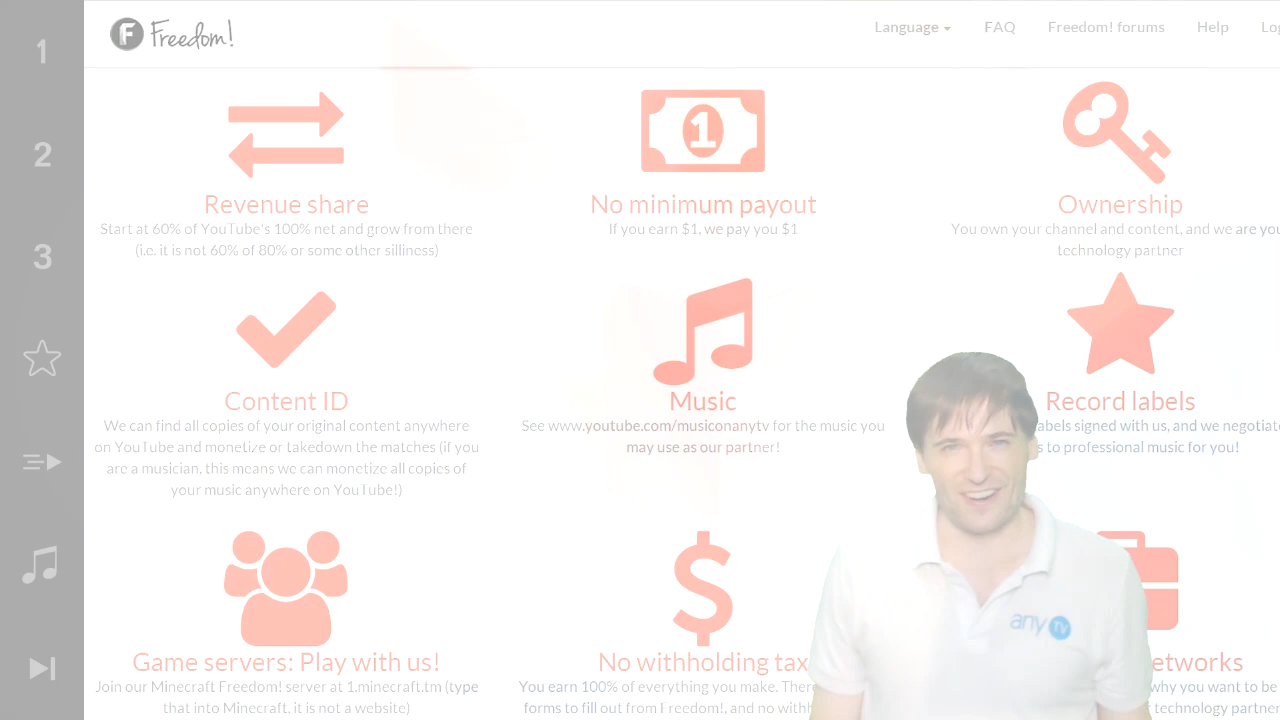 1
2
3
F Freedom!
Language FAQ Freedom! forums Help
1
Revenue share
Start at 60% of YouTube's 100% net and grow from there
(i.e. it is not 60% of 80% or some other silliness)
No minimum payout
If you earn $1, we pay you $1
Ownership
You own your channel and content, and we are you
technology partner
Content ID
We can find all copies of your original content anywhere
on YouTube and monetize or takedown the matches (if you
are a musician, this means we can monetize all copies of
your music anywhere on YouTube!)
Music
See www.youtube.com/musiconanytv for the music you
may use as our partner!
Record labels
labels signed with us, and we negotiate
to professional music for you!
Game servers: Play with us!
Join our Minecraft Freedom! server at 1.minecraft.tm (type
that into Minecraft, it is not a website)
$
No withholding tax
You earn 100% of everything you make.
forms to fill out from Freedom!, and no
why you want to be
technology partner
any TV